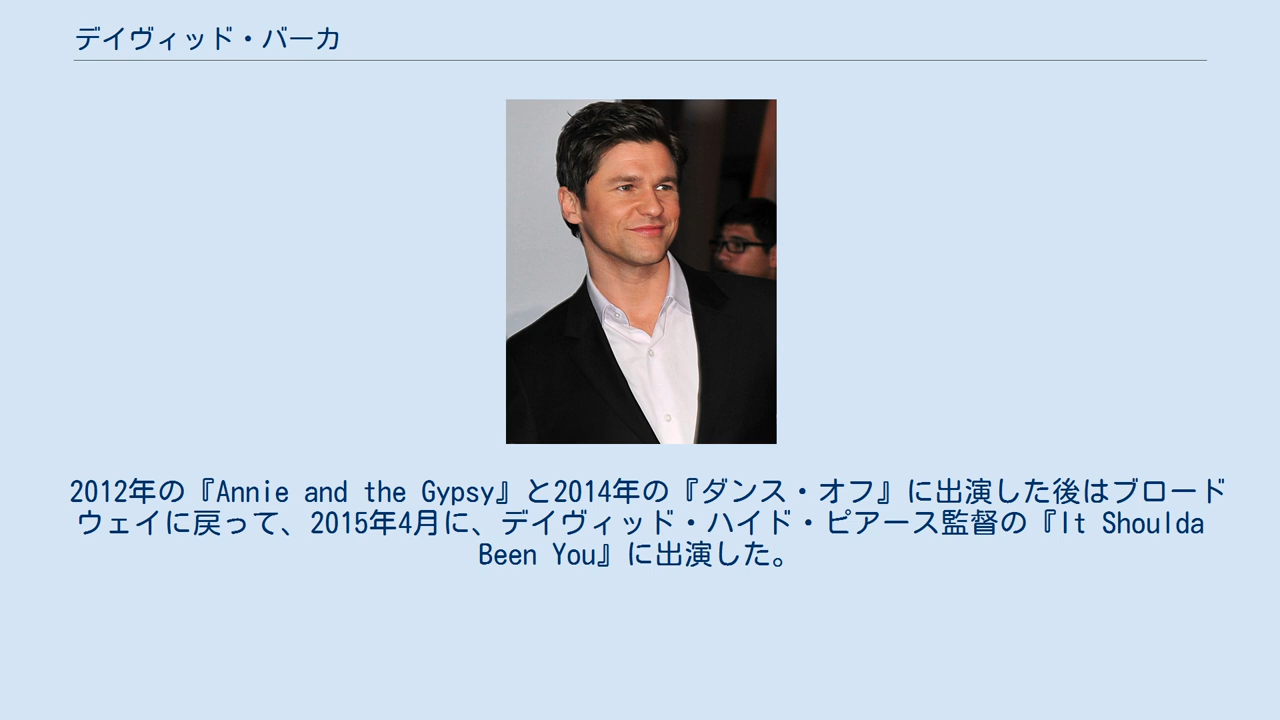 デイヴィッド・バーカ
2012年の『Annie and the Gypsy』と2014年の『ダンス・オフ』に出演した後はブロード
ウェイに戻って、2015年4月に、デイヴィッド・ハイド・ピアース監督の『It Shoulda
Been You』に出演した。